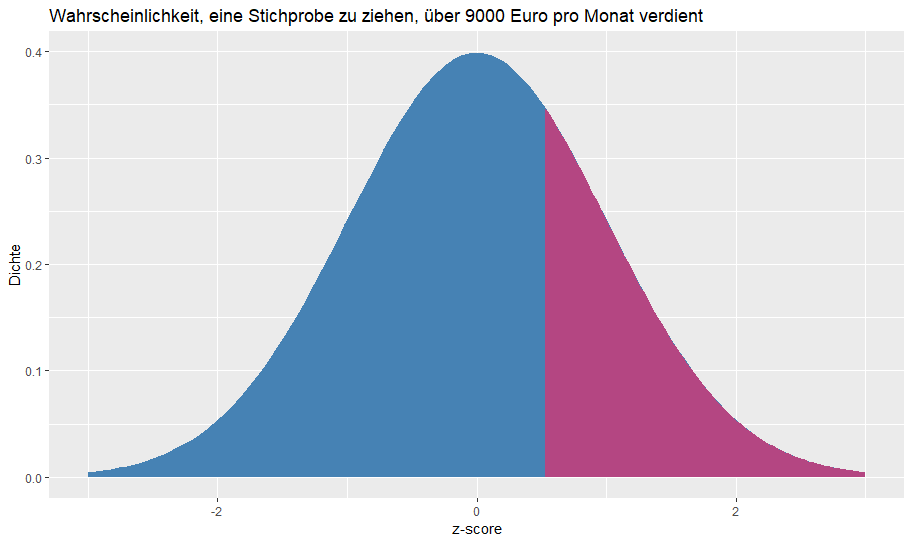 Wahrscheinlichkeit, eine Stichprobe zu ziehen, über 9000 Euro pro Monat verdient
0.4
0.3
0.2
0.1
0.0
Dichte
-2 0 2
z-score